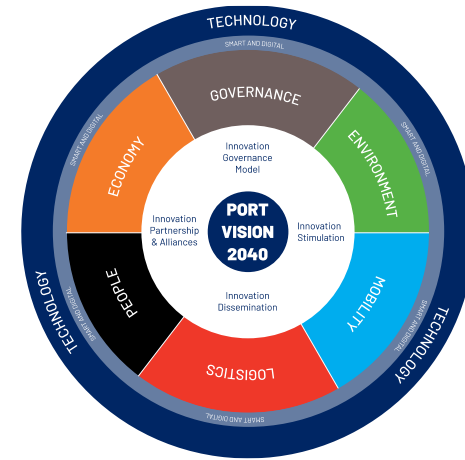 TECHNOLOGY
SMART AND DIGITAL
GOVERNANCE
SMART AND DIGITAL
ECONOMY
SMART AND DIGITAL
ENVIRONMENT
Innovation
Governance
Model
PORT
VISION
2040
Innovation
Partnership
& Alliances
Innovation
Stimulation
Innovation
Dissemination
PEOPLE
SMART AND DIGITAL
TECHNOLOGY
MOBILITY
SMART AND DIGITAL
TECHNOLOGY
LOGISTICS
SMART AND DIGITAL